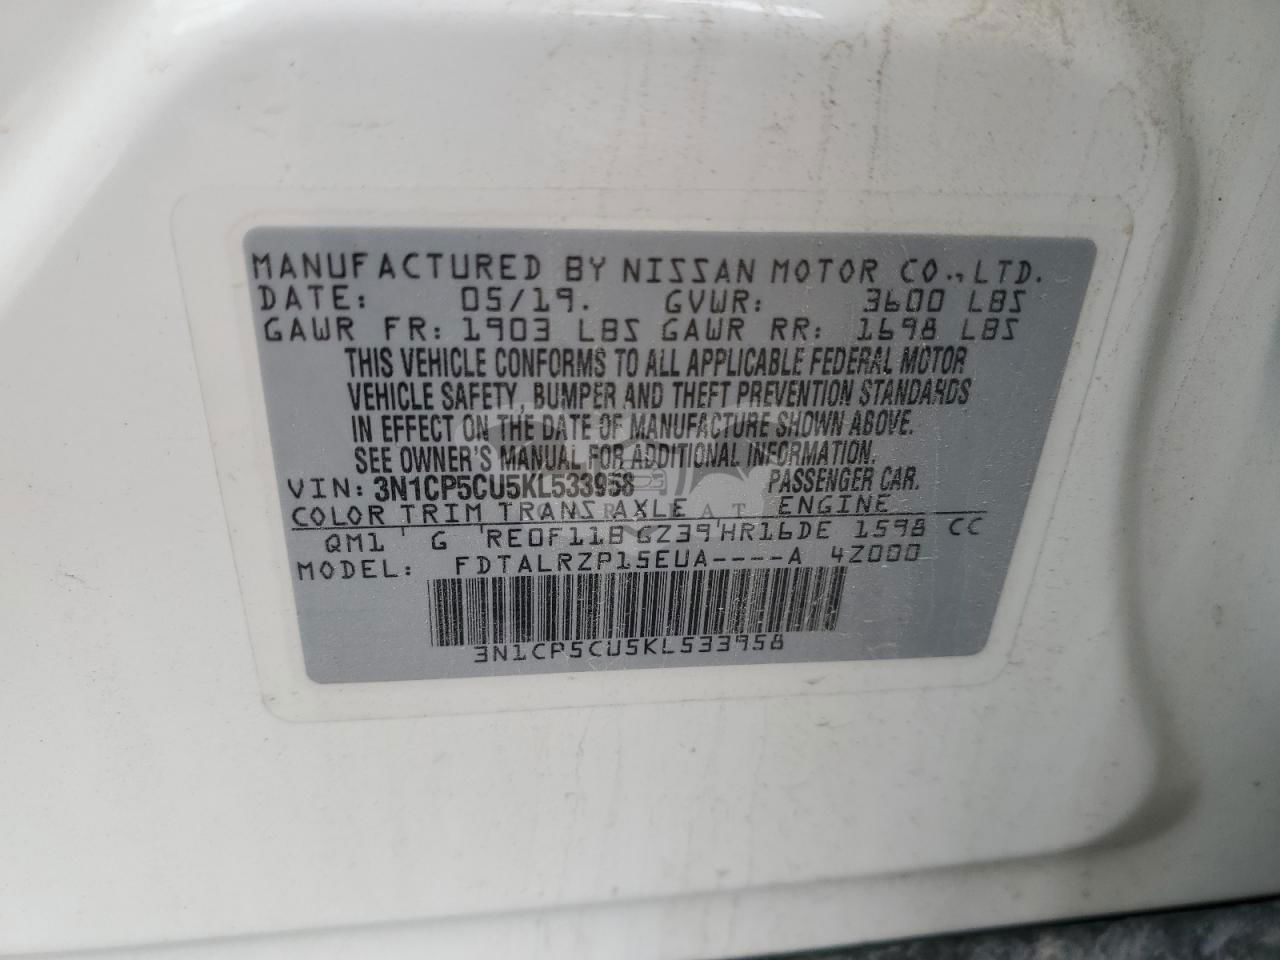 MANUFACTURED BY NISSAN MOTOR CO., LTD.
DATE: 05/19. GVWR: 3600 LBS
GAWR FR: 1903 LBS GAWR RR: 1698 LBS
THIS VEHICLE CONFORMS TO ALL APPLICABLE FEDERAL MOTOR
VEHICLE SAFETY, BUMPER AND THEFT PREVENTION STANDARDS
IN EFFECT ON THE DATE OF MANUFACTURE SHOWN ABOVE.
SEE OWNER'S MANUAL FOR ADDITIONAL INFORMATION.
VIN: 3N1CP5CU5KL533958 PASSENGER CAR.
COLOR TRIM TRANS AXLE ENGINE
QM1 G RE0F11B GZ39 HR16DE 1598 CC
MODEL: FDTALRZP15EUA----A 4Z000
3N1CP5CU5KL533958